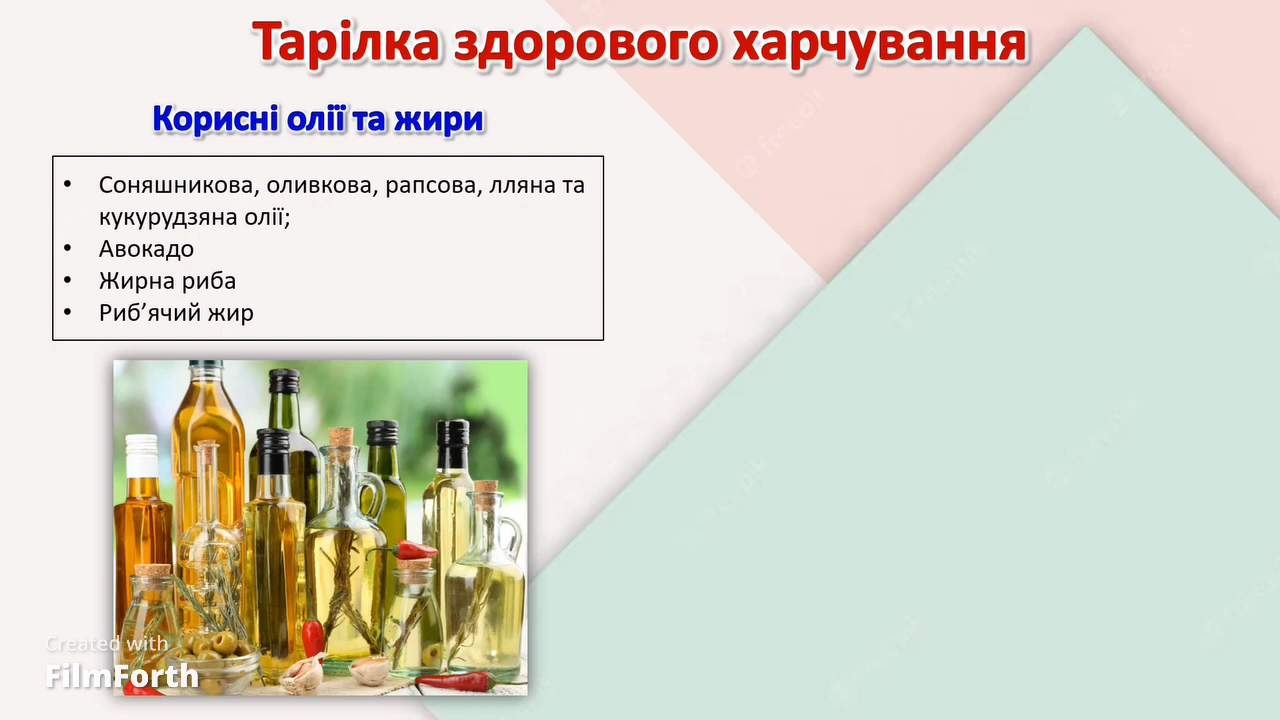 Тарілка здорового харчування
Корисні олії та жири
• Соняшникова, оливкова, рапсова, лляна та
кукурудзяна олії;
• Авокадо
• Жирна риба
• Риб’ячий жир
Created with
FilmForth